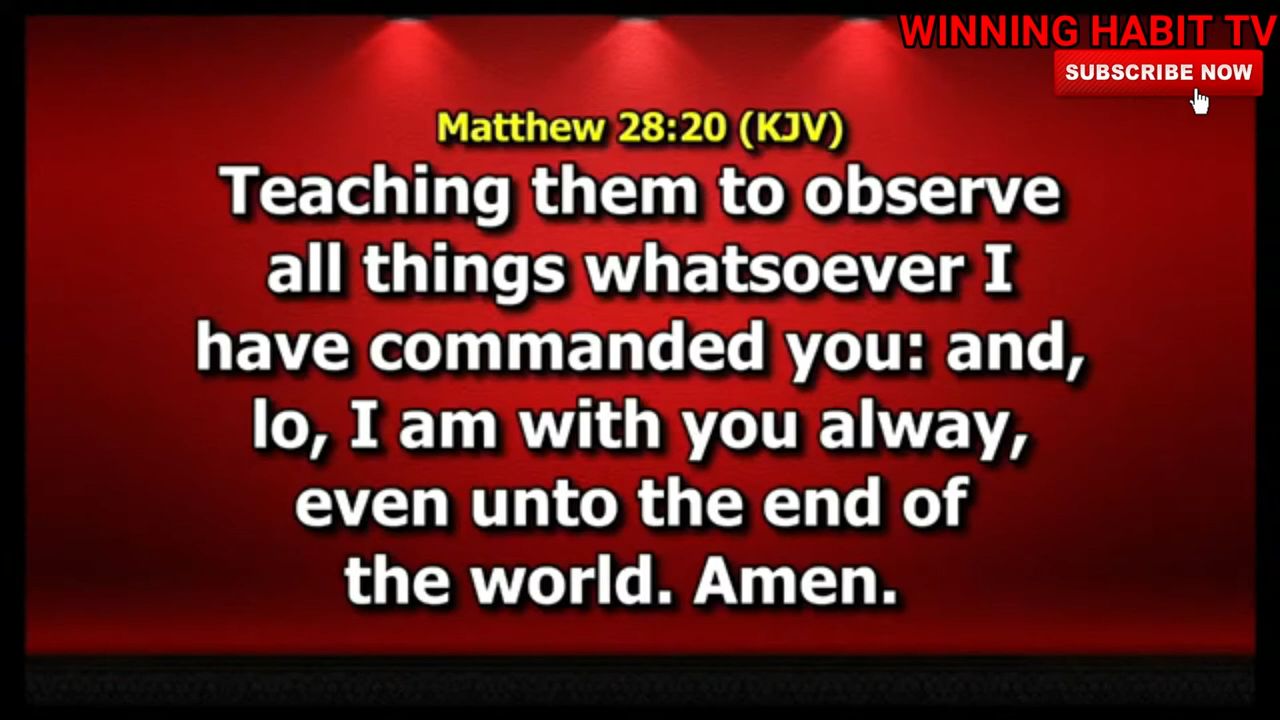 WINNING HABIT TV
SUBSCRIBE NOW
Matthew 28:20 (KJV)
Teaching them to observe
all things whatsoever I
have commanded you: and,
lo, I am with you alway,
even unto the end of
the world. Amen.